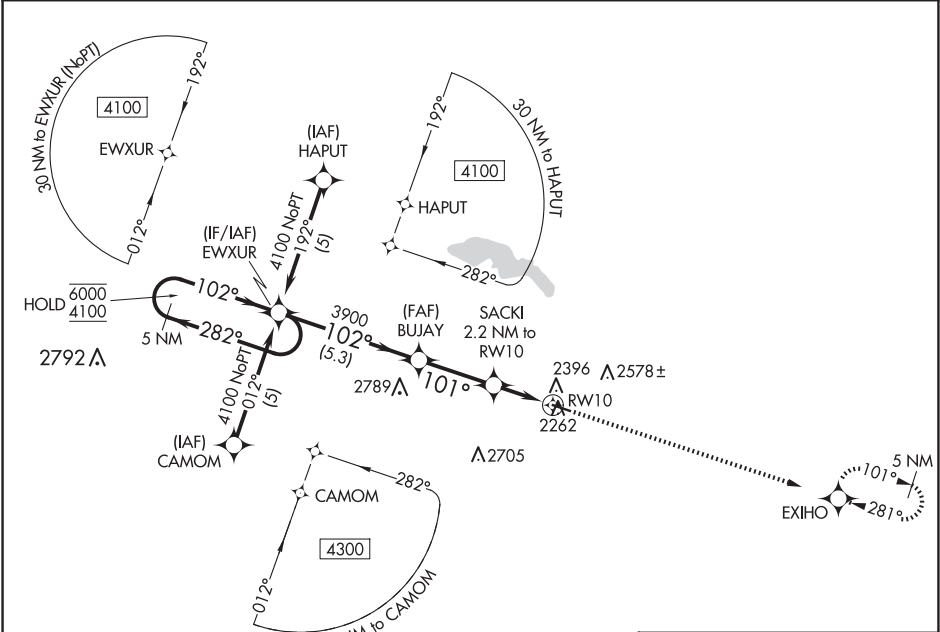 30 NM to EWXUR (NoPT)
192°
4100
EWXUR
012°
(IAF)
HAPUT
192°
30 NM to HAPUT
4100
HAPUT
282°
4100 NoPT
192°
(5)
(IF/IAF)
EWXUR
HOLD 6000
4100
102°
282°
5 NM
2792
3900
102°
(5.3)
(FAF)
BUJAY
SACKI
2.2 NM to
RW10
101°
2789
2396
2578±
RW10
2262
4100 NoPT
012°
(5)
(IAF)
CAMOM
2705
CAMOM
282°
4300
012°
M to CAMOM
EXIHO
101°
5 NM
281°